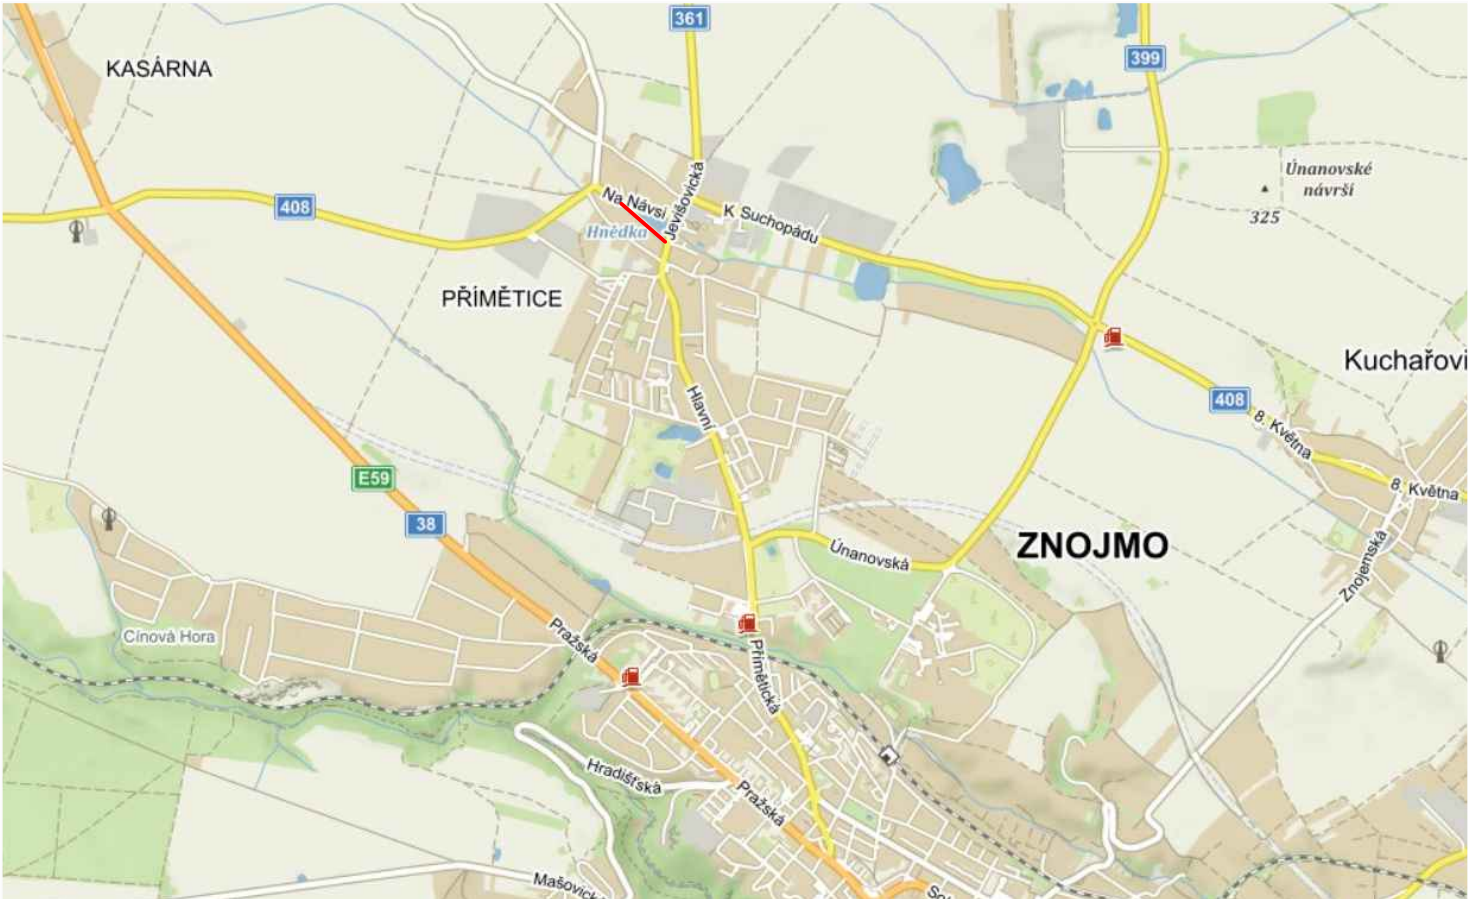 361
KASÁRNA
399
Únanovské
návrší
325
408
Na Návsi
Jevišovická
K Suchopádu
Hnědka
PŘÍMĚTICE
Kuchařovi
Hlavní
408
8. Května
8. Května
E59
38
Únanovská
ZNOJMO
Znojemská
Cínová Hora
Pražská
Přímětická
Hradišťská
Pražská
Mašovick